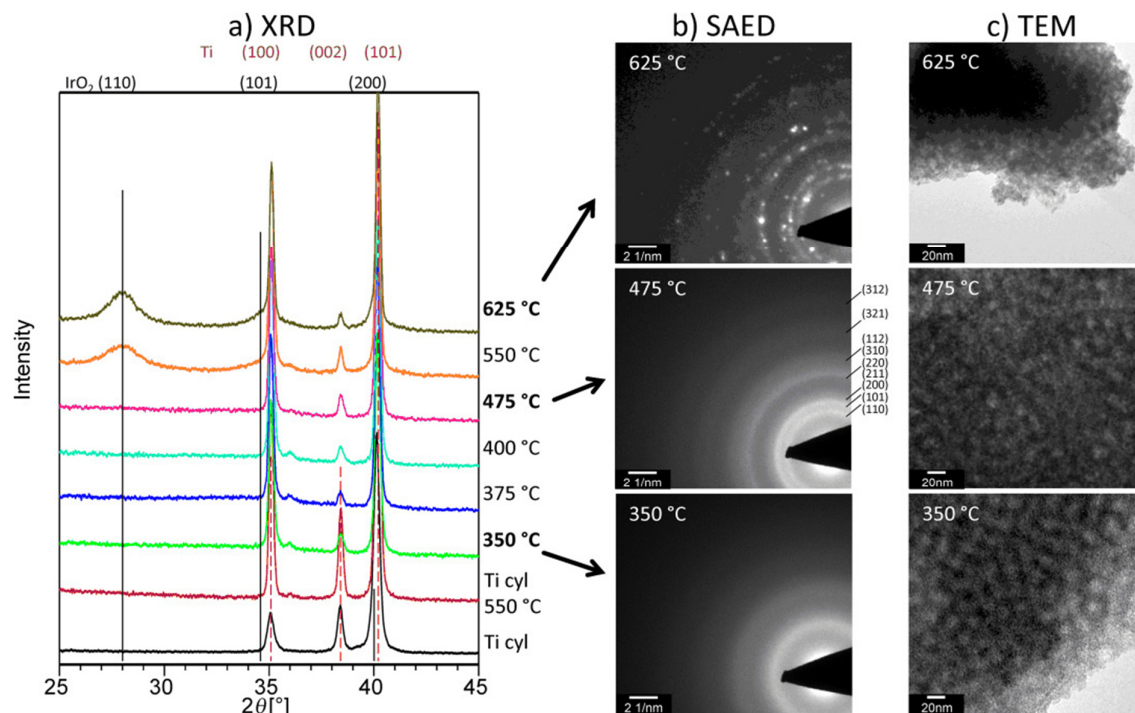 a) XRD
Ti (100) (002) (101)
IrO₂ (110) (101) (200)
Intensity
625 °C
550 °C
475 °C
400 °C
375 °C
350 °C
Ti cyl
550 °C
Ti cyl
25 30 35 40 45
2θ[°]
b) SAED
625 °C
2 1/nm
475 °C
(312)
(321)
(112)
(310)
(220)
(211)
(200)
(101)
(110)
2 1/nm
350 °C
2 1/nm
c) TEM
625 °C
20nm
475 °C
20nm
350 °C
20nm